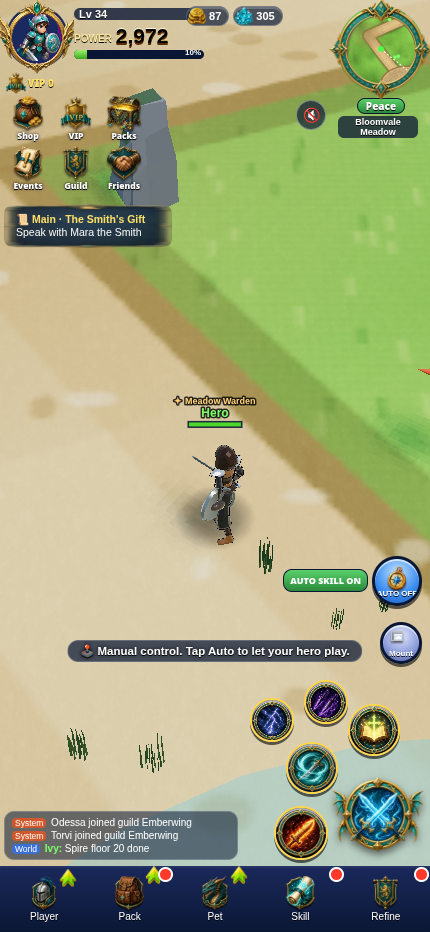 Lv 34
87
305
POWER 2,972
10%
VIP 0
VIP
Shop
VIP
Packs
Events
Guild
Friends
Peace
Bloomvale
Meadow
Main · The Smith's Gift
Speak with Mara the Smith
Meadow Warden
Hero
AUTO SKILL ON
AUTO OFF
Mount
Manual control. Tap Auto to let your hero play.
System Odessa joined guild Emberwing
System Torvi joined guild Emberwing
World Ivy: Spire floor 20 done
Player
Pack
Pet
Skill
Refine